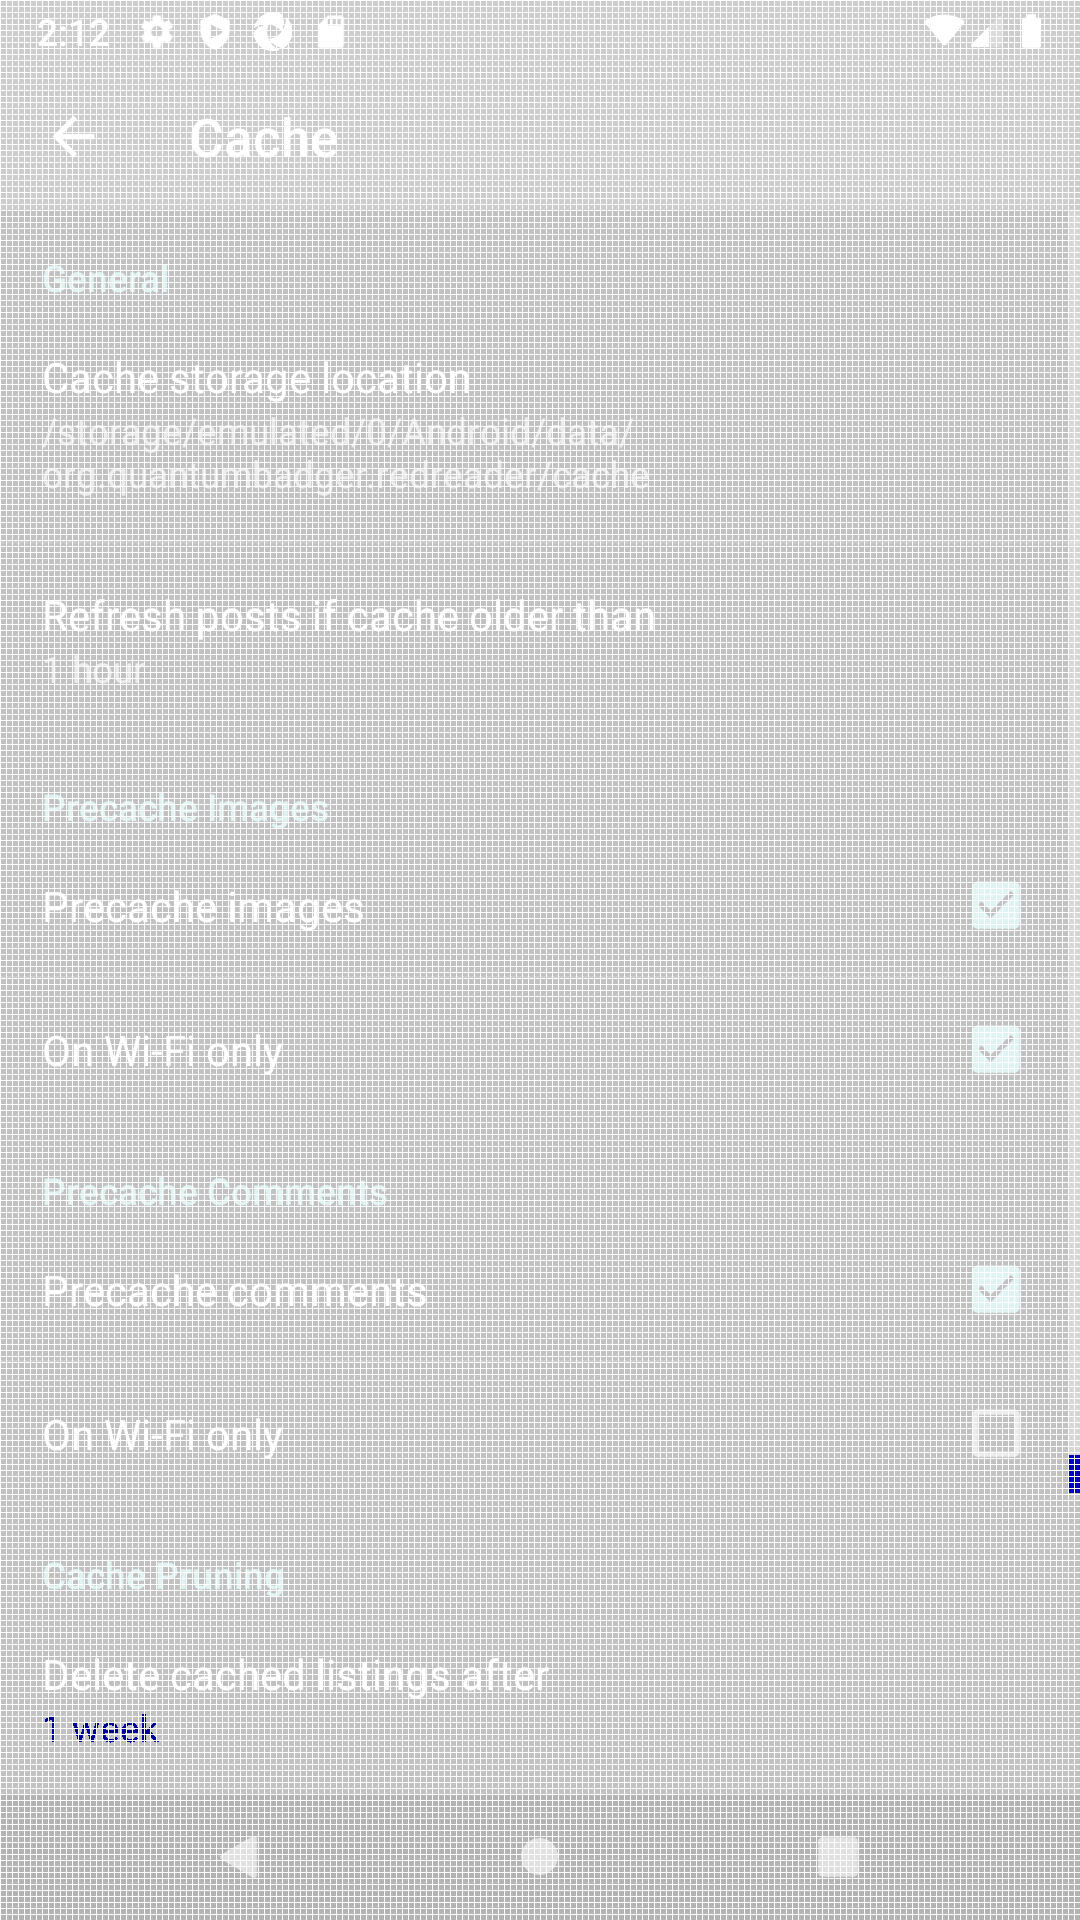 2:12
Cache
General
Cache storage location
/storage/emulated/0/Android/data/
org.quantumbadger.redreader/cache
Refresh posts if cache older than
1 hour
Precache Images
Precache images
On Wi-Fi only
Precache Comments
Precache comments
On Wi-Fi only
Cache Pruning
Delete cached listings after
1 week